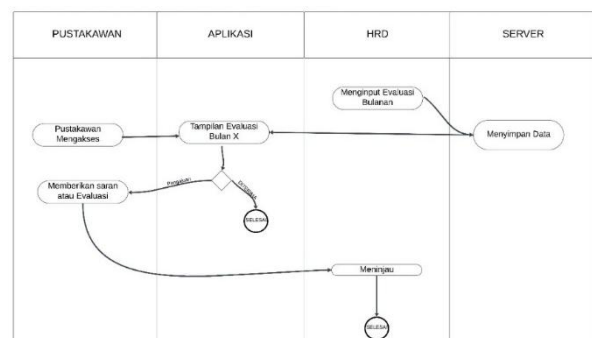 PUSTAKAWAN
APLIKASI
HRD
SERVER
Menginput Evaluasi
Bulanan
Pustakawan
Mengakses
Tampilan Evaluasi
Bulan X
Menyimpan Data
Memberikan saran
atau Evaluasi
SELESAI
Meninjau
SELESAI